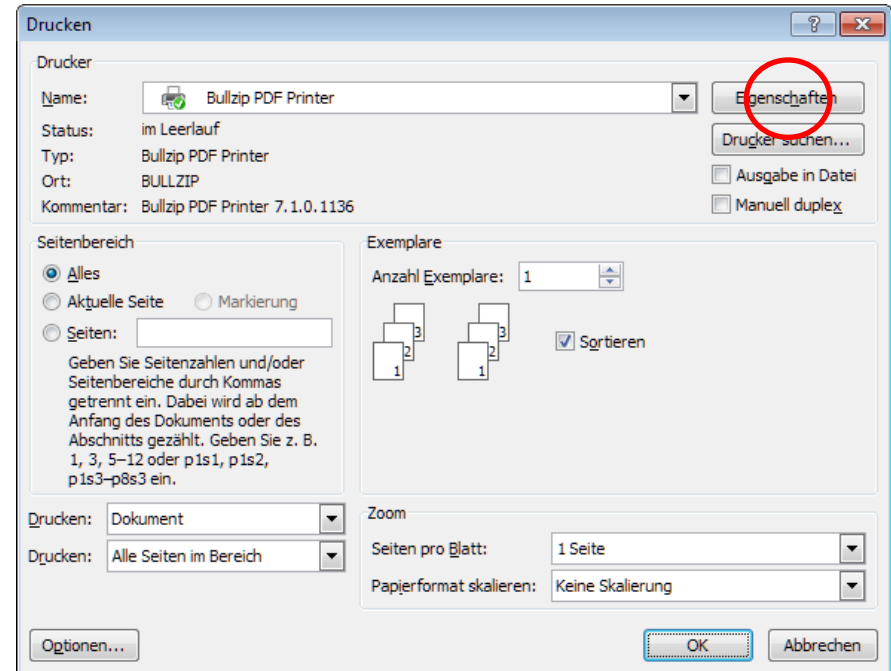 Drucken
Drucker
Name: Bullzip PDF Printer Eigenschaften
Status: im Leerlauf
Drucker suchen...
Typ: Bullzip PDF Printer
Ort: BULLZIP
Ausgabe in Datei
Kommentar: Bullzip PDF Printer 7.1.0.1136
Manuell duplex
Seitenbereich
Alles
Aktuelle Seite Markierung
Seiten:
Geben Sie Seitenzahlen und/oder
Seitenbereiche durch Kommas
getrennt ein. Dabei wird ab dem
Anfang des Dokuments oder des
Abschnitts gezählt. Geben Sie z. B.
1, 3, 5–12 oder p1s1, p1s2,
p1s3–p8s3 ein.
Exemplare
Anzahl Exemplare: 1
3 3
2 2
1 1
Sortieren
Drucken: Dokument
Drucken: Alle Seiten im Bereich
Zoom
Seiten pro Blatt: 1 Seite
Papierformat skalieren: Keine Skalierung
Optionen... OK Abbrechen